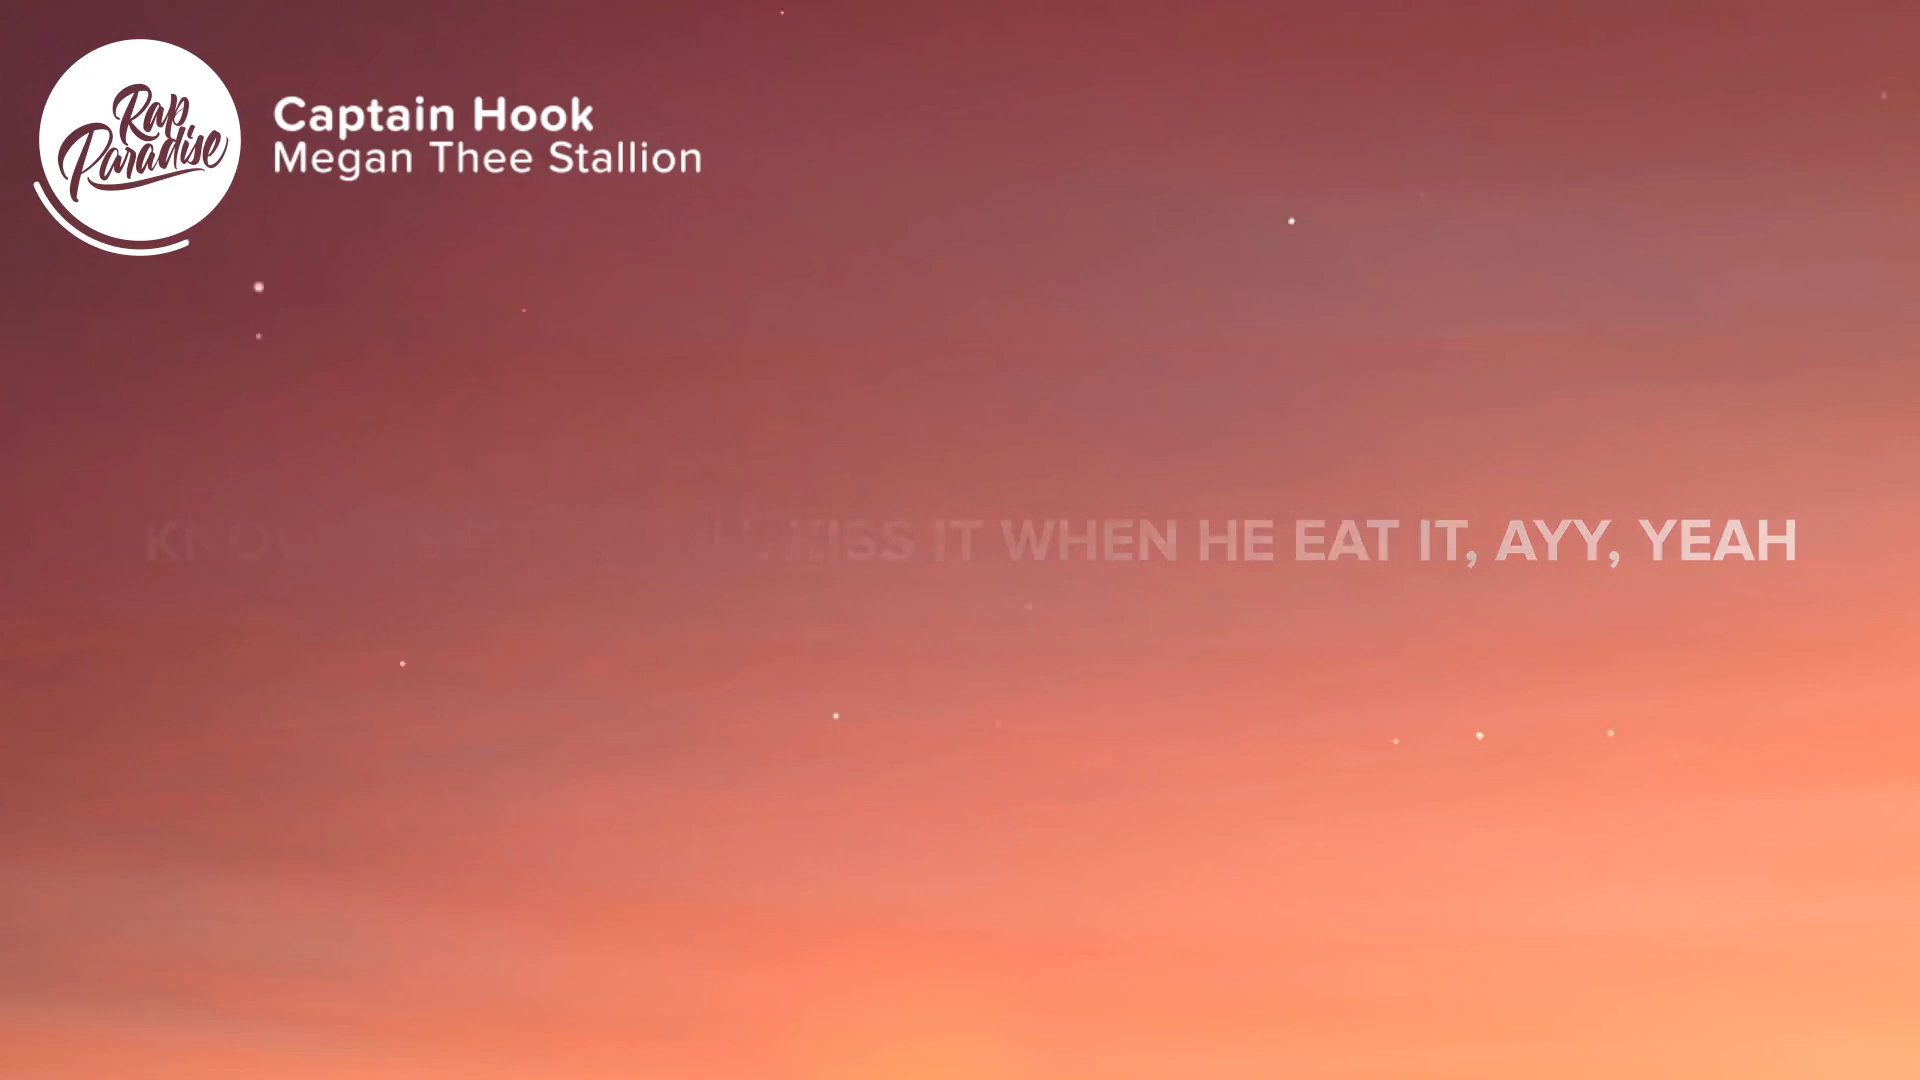 Rap
Paradise
Captain Hook
Megan Thee Stallion
KISS IT WHEN HE EAT IT, AYY, YEAH